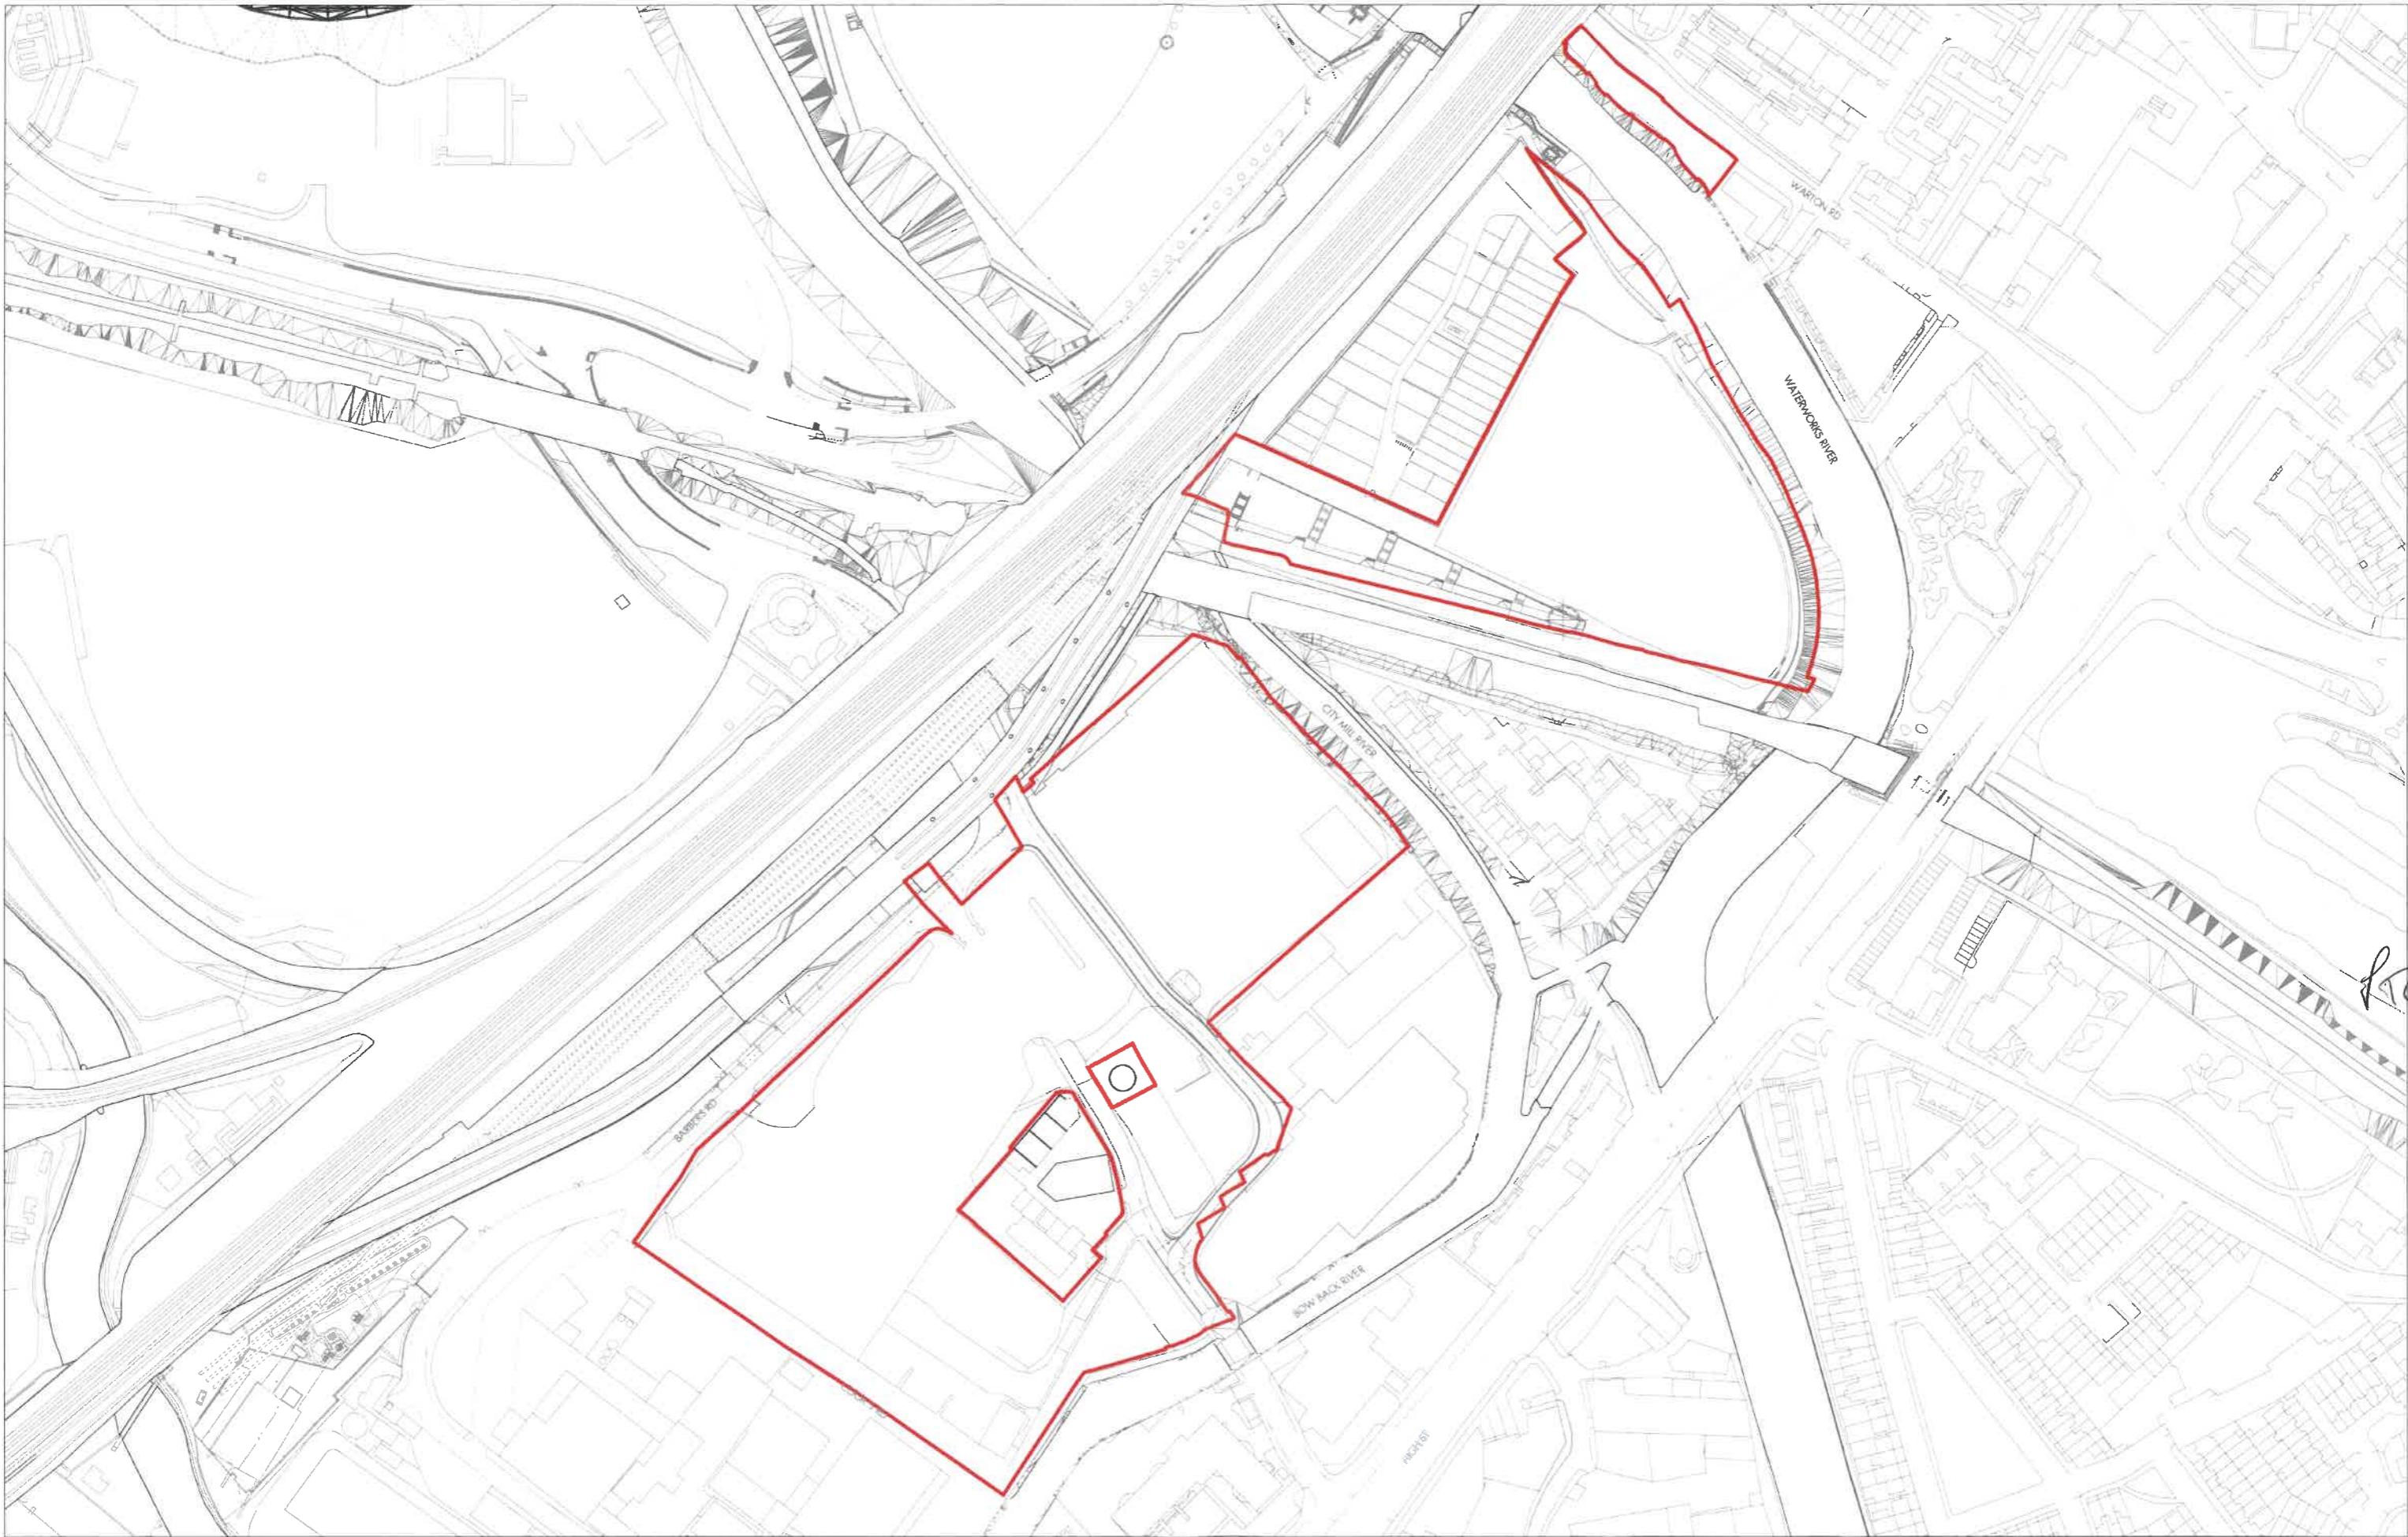 WARTON RD
WATERWORKS RIVER
CITY MILL RIVER
BARBERS RD
BOW BACK RIVER
HIGH ST